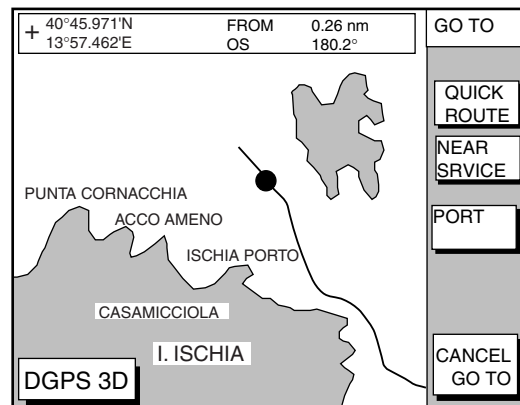 + 40°45.971'N FROM 0.26 nm
13°57.462'E OS 180.2°
GO TO
QUICK
ROUTE
NEAR
SRVICE
PORT
PUNTA CORNACCHIA
ACCO AMENO
ISCHIA PORTO
CASAMICCIOLA
I. ISCHIA
DGPS 3D
CANCEL
GO TO